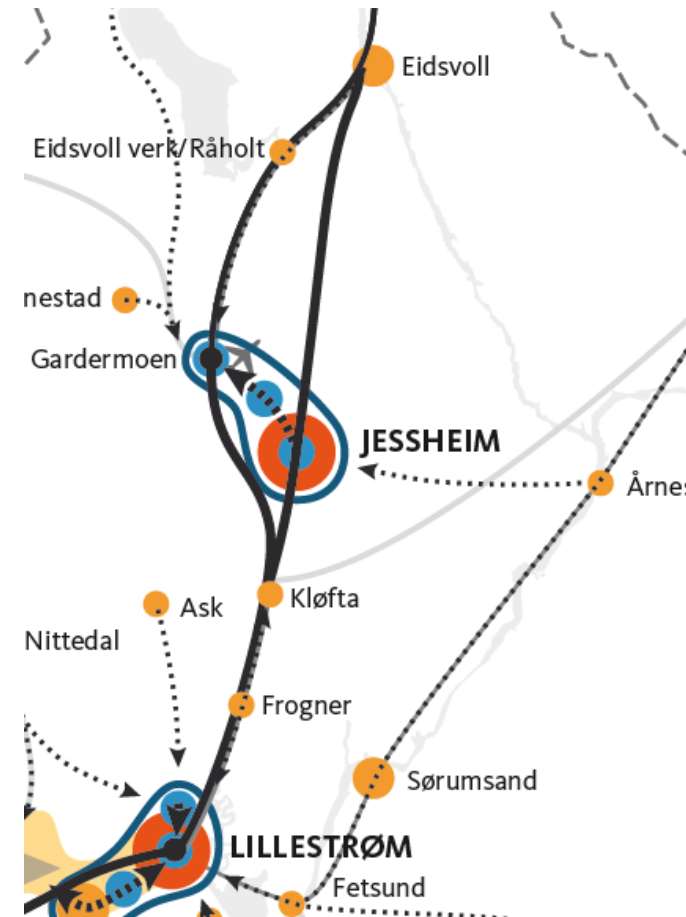 Eidsvoll
Eidsvoll verk/Råholt
nestad
Gardermoen
JESSHEIM
Årnes
Kløfta
Ask
Nittedal
Frogner
Sørumsand
LILLESTRØM
Fetsund